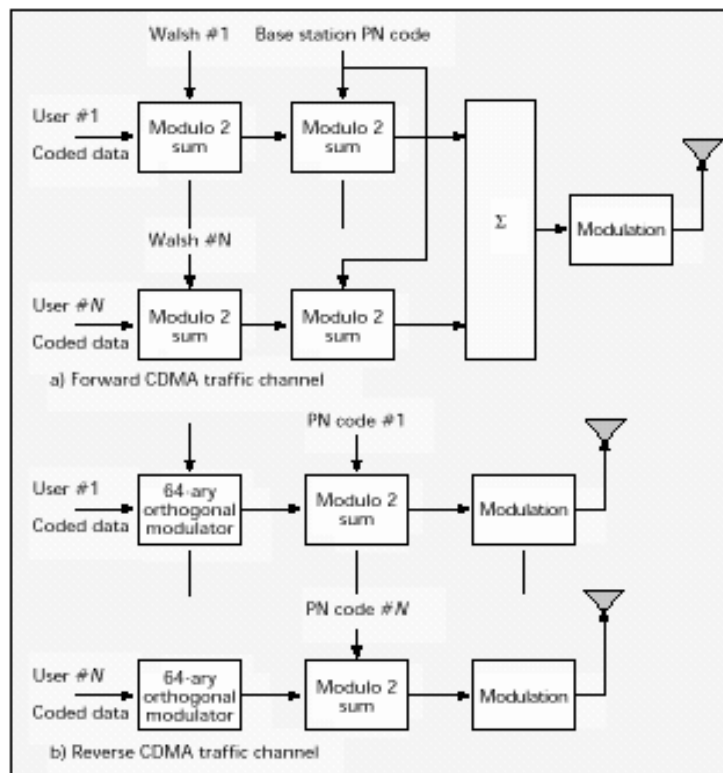 Walsh #1 Base station PN code
User #1
Coded data
Modulo 2
sum
Modulo 2
sum
Σ
Modulation
Walsh #N
User #N
Coded data
Modulo 2
sum
Modulo 2
sum
a) Forward CDMA traffic channel
PN code #1
User #1
Coded data
64-ary
orthogonal
modulator
Modulo 2
sum
Modulation
PN code #N
User #N
Coded data
64-ary
orthogonal
modulator
Modulo 2
sum
Modulation
b) Reverse CDMA traffic channel